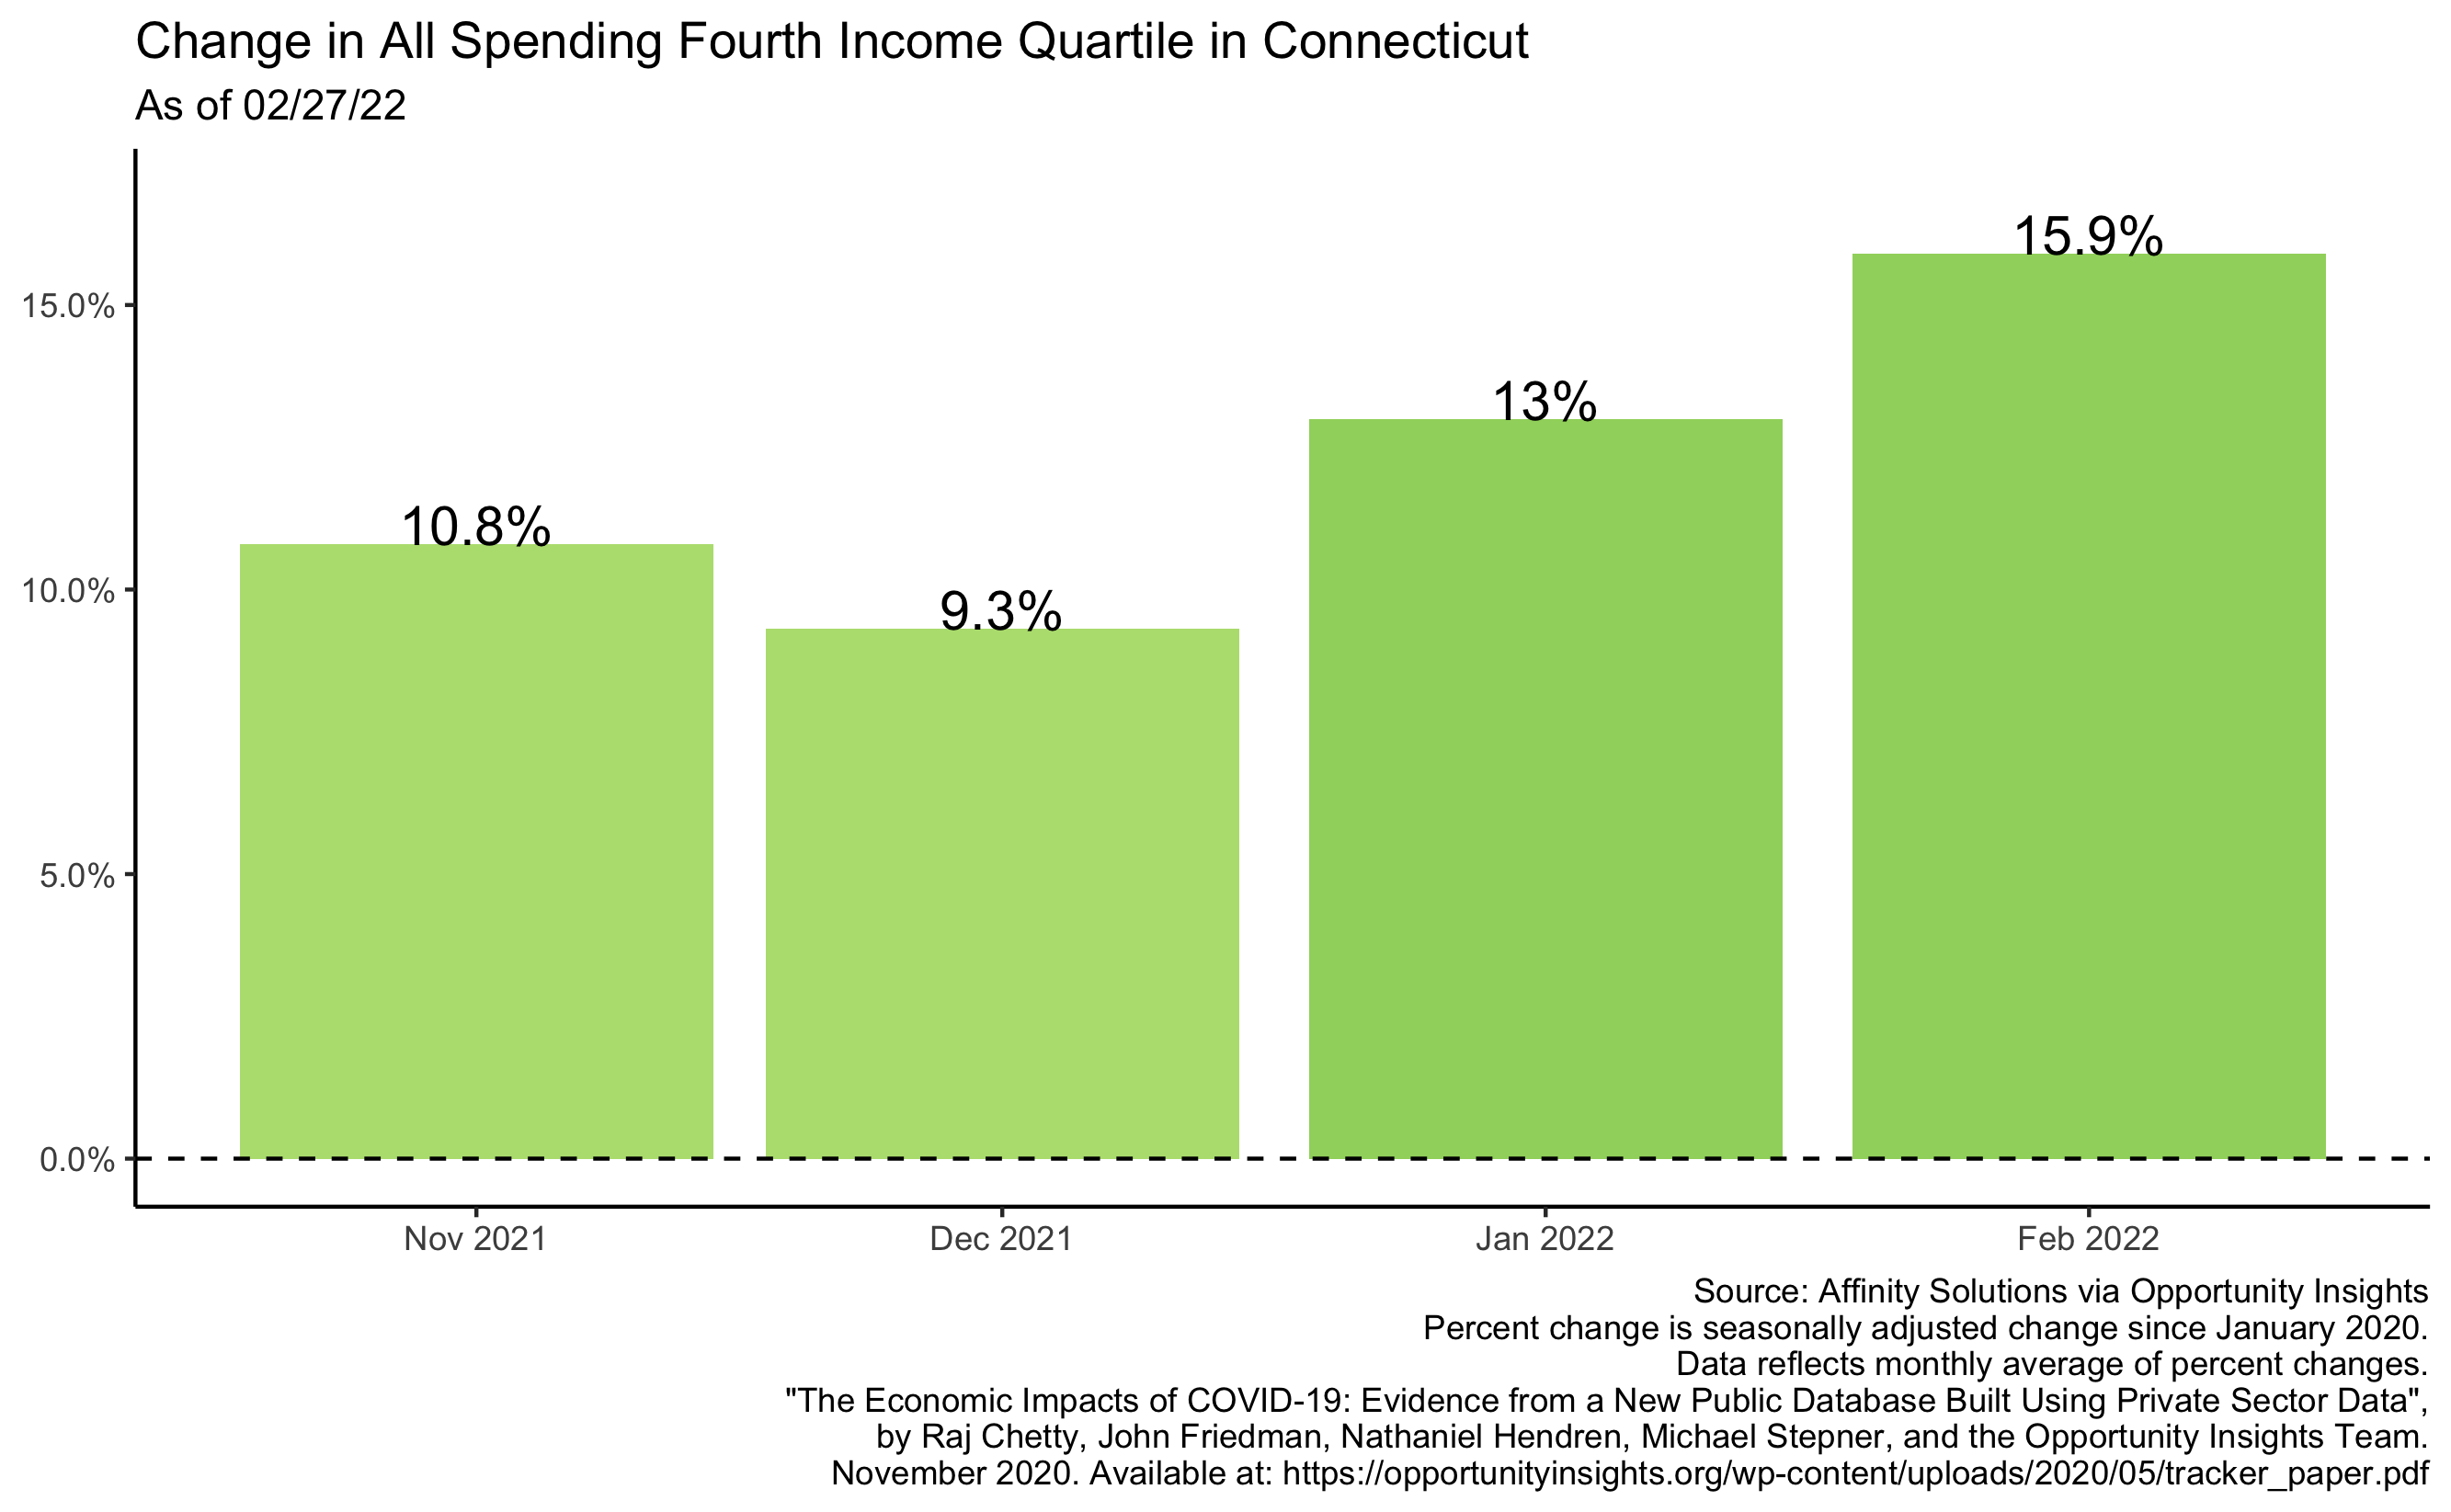 Change in All Spending Fourth Income Quartile in Connecticut
As of 02/27/22
15.0%
10.0%
5.0%
0.0%
10.8%
9.3%
13%
15.9%
Nov 2021
Dec 2021
Jan 2022
Feb 2022
Source: Affinity Solutions via Opportunity Insights
Percent change is seasonally adjusted change since January 2020.
Data reflects monthly average of percent changes.
"The Economic Impacts of COVID-19: Evidence from a New Public Database Built Using Private Sector Data",
by Raj Chetty, John Friedman, Nathaniel Hendren, Michael Stepner, and the Opportunity Insights Team.
November 2020. Available at: https://opportunityinsights.org/wp-content/uploads/2020/05/tracker_paper.pdf